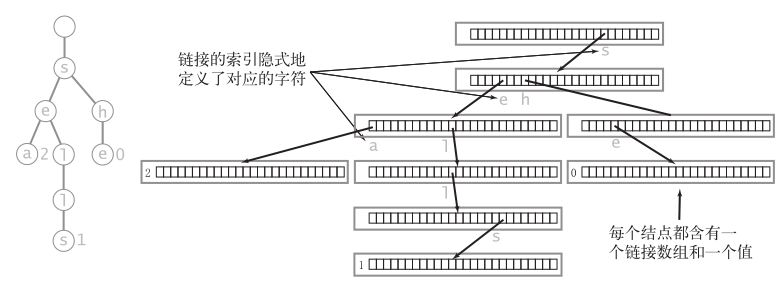 链接的索引隐式地
定义了对应的字符
s
s
e h
e
h
a
l
a 2
l
e 0
e
2
0
l
l
s
每个结点都含有一
个链接数组和一个值
s 1
1